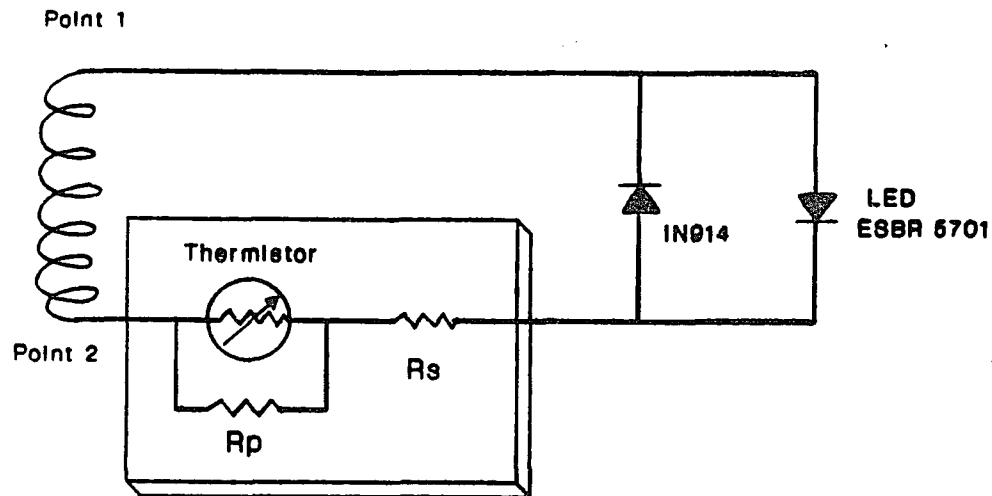 Point 1
LED
ESBR 5701
IN914
Thermistor
Point 2
Rs
Rp